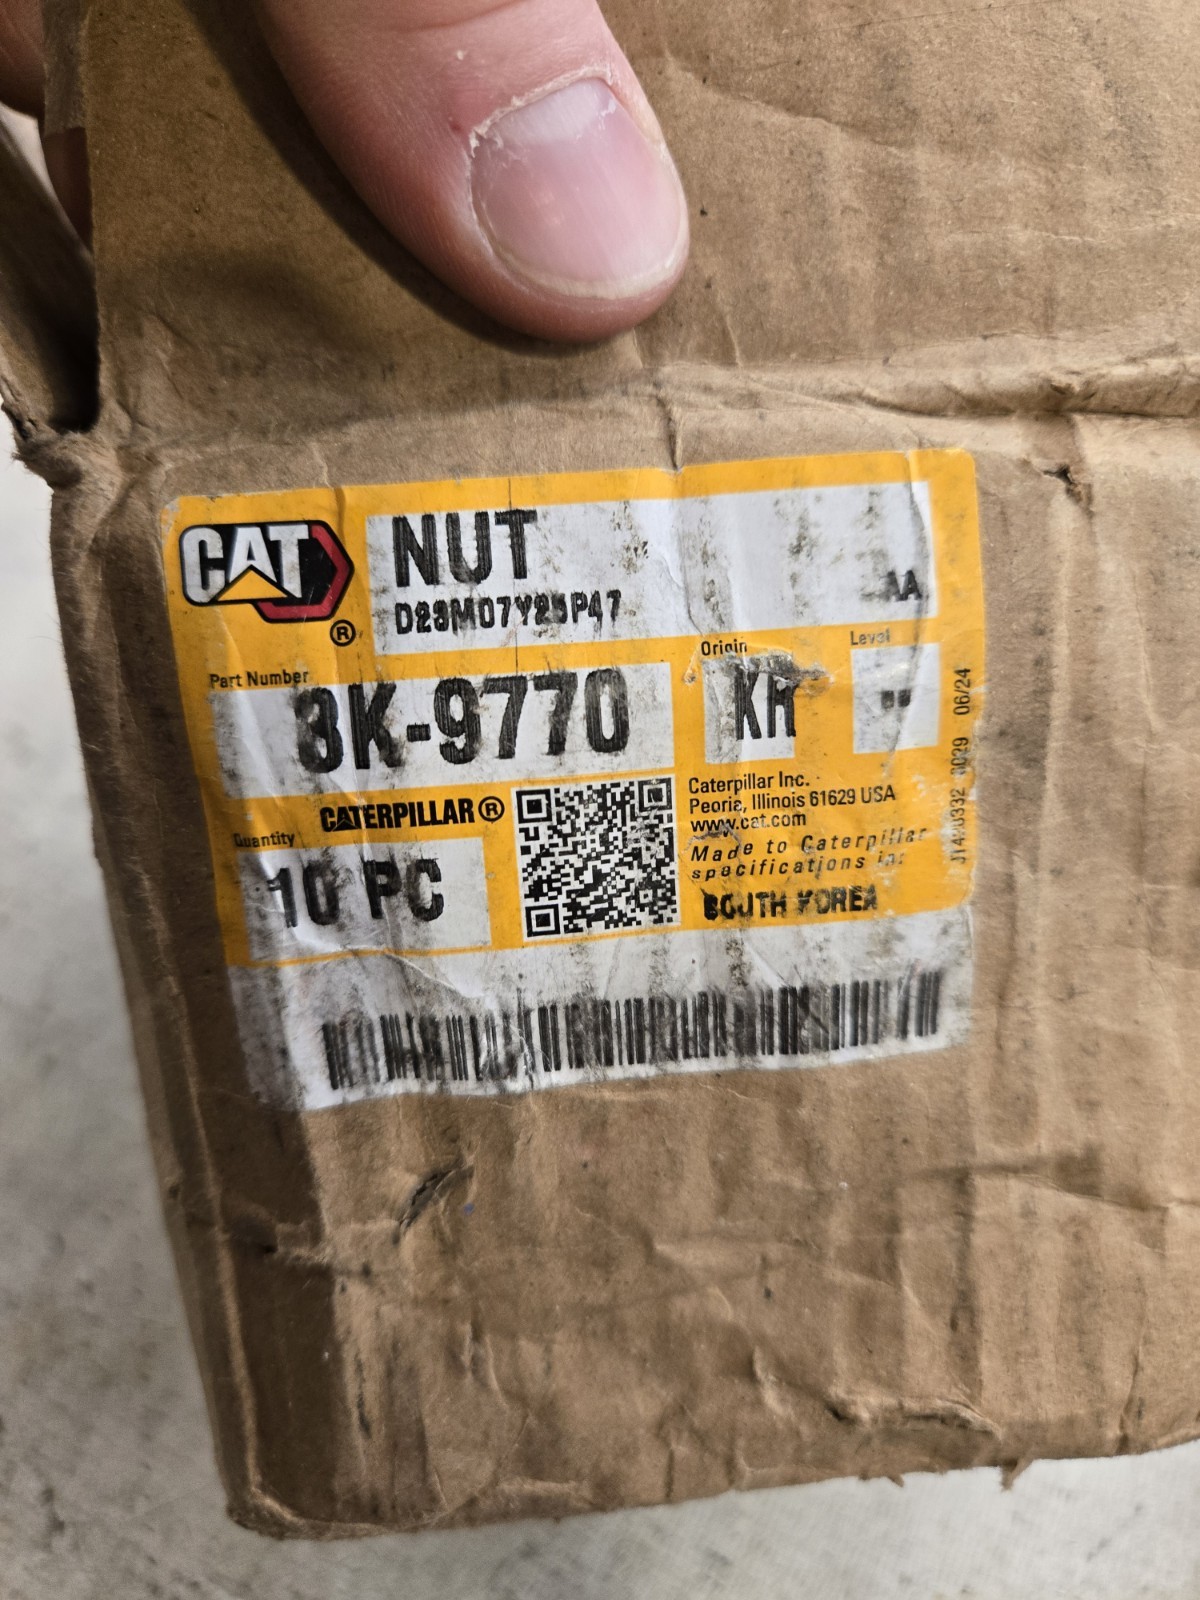 CAT
®
NUT
D23M07Y25P47
AA
Part Number
3K-9770
Origin
KR
Level
CATERPILLAR®
Quantity
10 PC
Caterpillar Inc.
Peoria, Illinois 61629 USA
www.cat.com
Made to Caterpillar
specifications in:
SOUTH KOREA
06/24